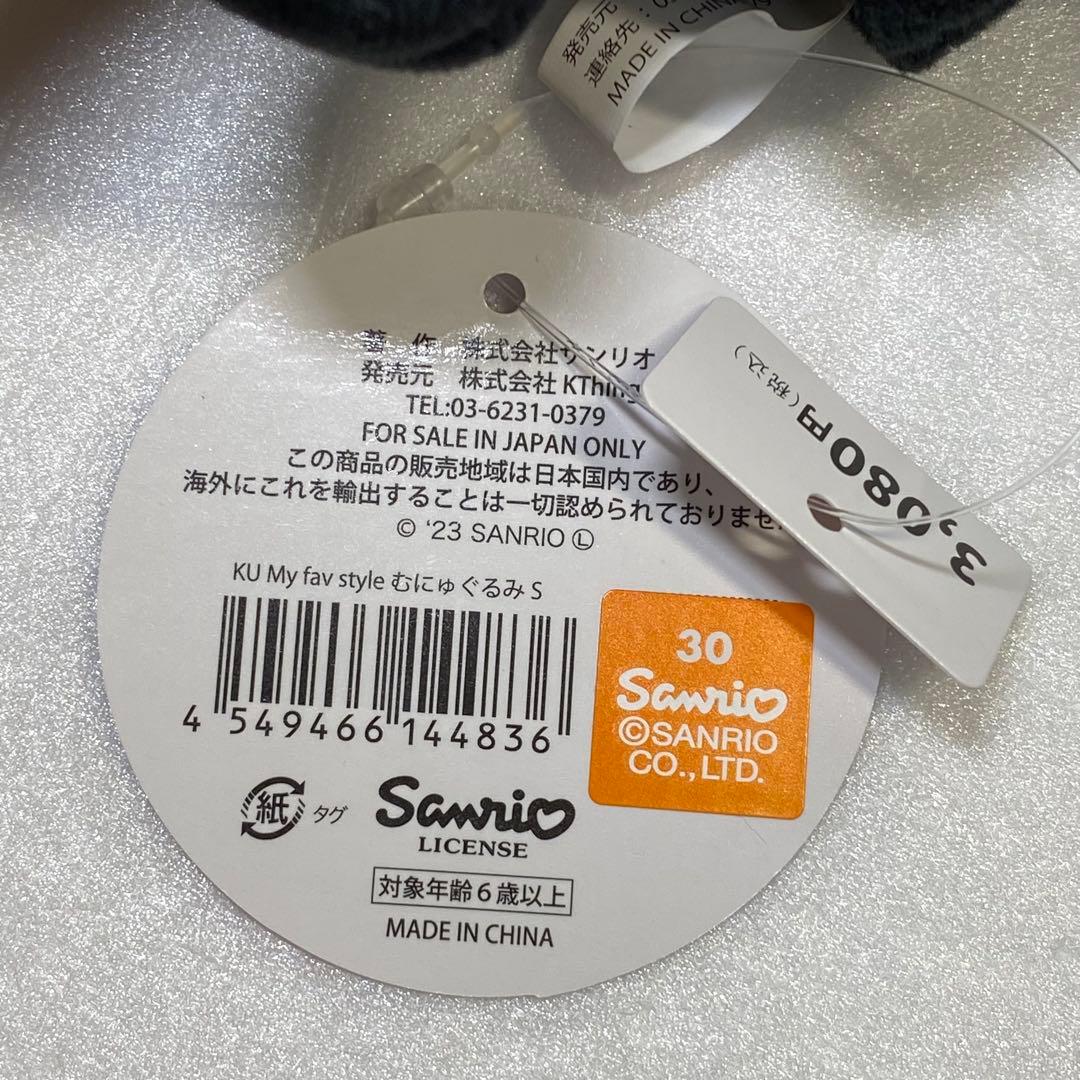 発売元
連絡先：03
MADE IN CHINA
3,080円(税込)
著 作 株式会社サンリオ
発売元 株式会社 KThing
TEL:03-6231-0379
FOR SALE IN JAPAN ONLY
この商品の販売地域は日本国内であり、
海外にこれを輸出することは一切認められておりませ
© '23 SANRIO Ⓛ
KU My fav style むにゅぐるみ S
4 549466 144836
30
Sanrio
©SANRIO
CO., LTD.
紙 タグ
Sanrio
LICENSE
対象年齢6歳以上
MADE IN CHINA